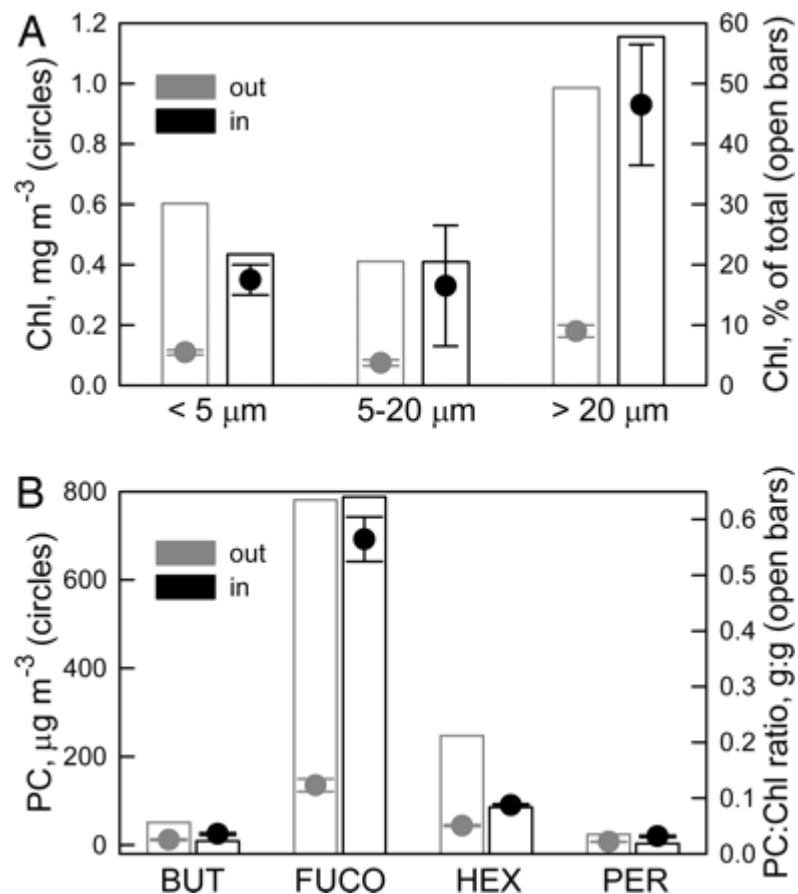 A
Chl, mg m⁻³ (circles)
1.2
1.0
0.8
0.6
0.4
0.2
0.0
out
in
60
50
40
30
20
10
0
Chl, % of total (open bars)
< 5 μm
5-20 μm
> 20 μm
B
PC, μg m⁻³ (circles)
800
600
400
200
0
out
in
0.6
0.5
0.4
0.3
0.2
0.1
0.0
PC:Chl ratio, g:g (open bars)
BUT
FUCO
HEX
PER